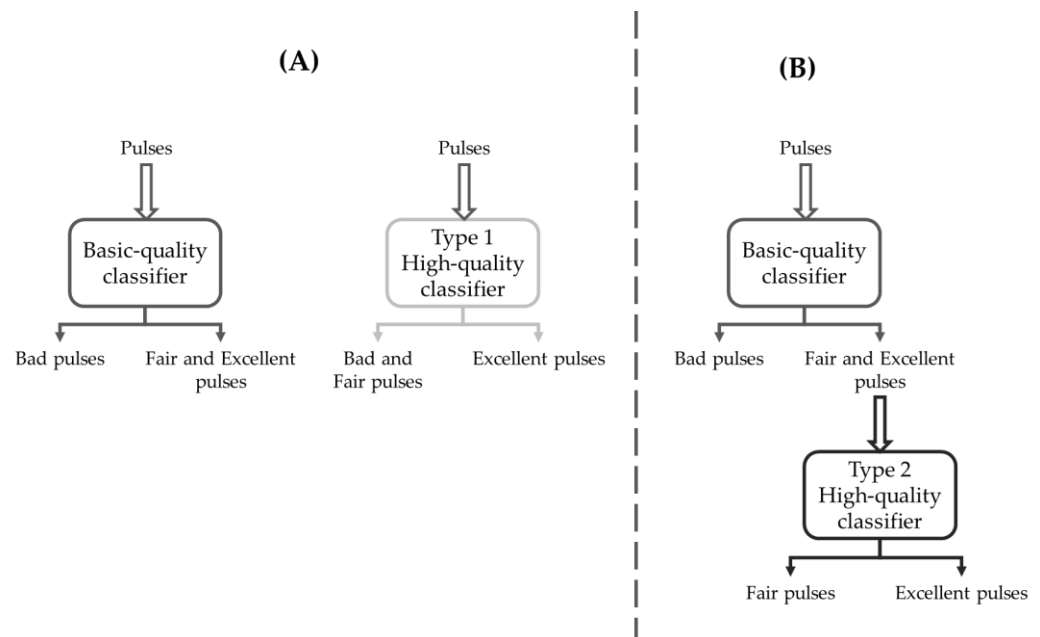 (A)
Pulses
Basic-quality
classifier
Bad pulses
Fair and Excellent
pulses
Pulses
Type 1
High-quality
classifier
Bad and
Fair pulses
Excellent pulses
(B)
Pulses
Basic-quality
classifier
Bad pulses
Fair and Excellent
pulses
Type 2
High-quality
classifier
Fair pulses
Excellent pulses